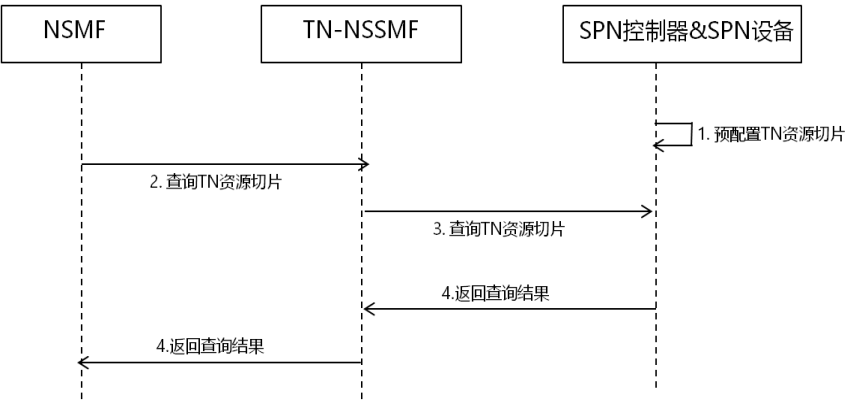 NSMF
TN-NSSMF
SPN控制器&SPN设备
1. 预配置TN资源切片
2. 查询TN资源切片
3. 查询TN资源切片
4.返回查询结果
4.返回查询结果